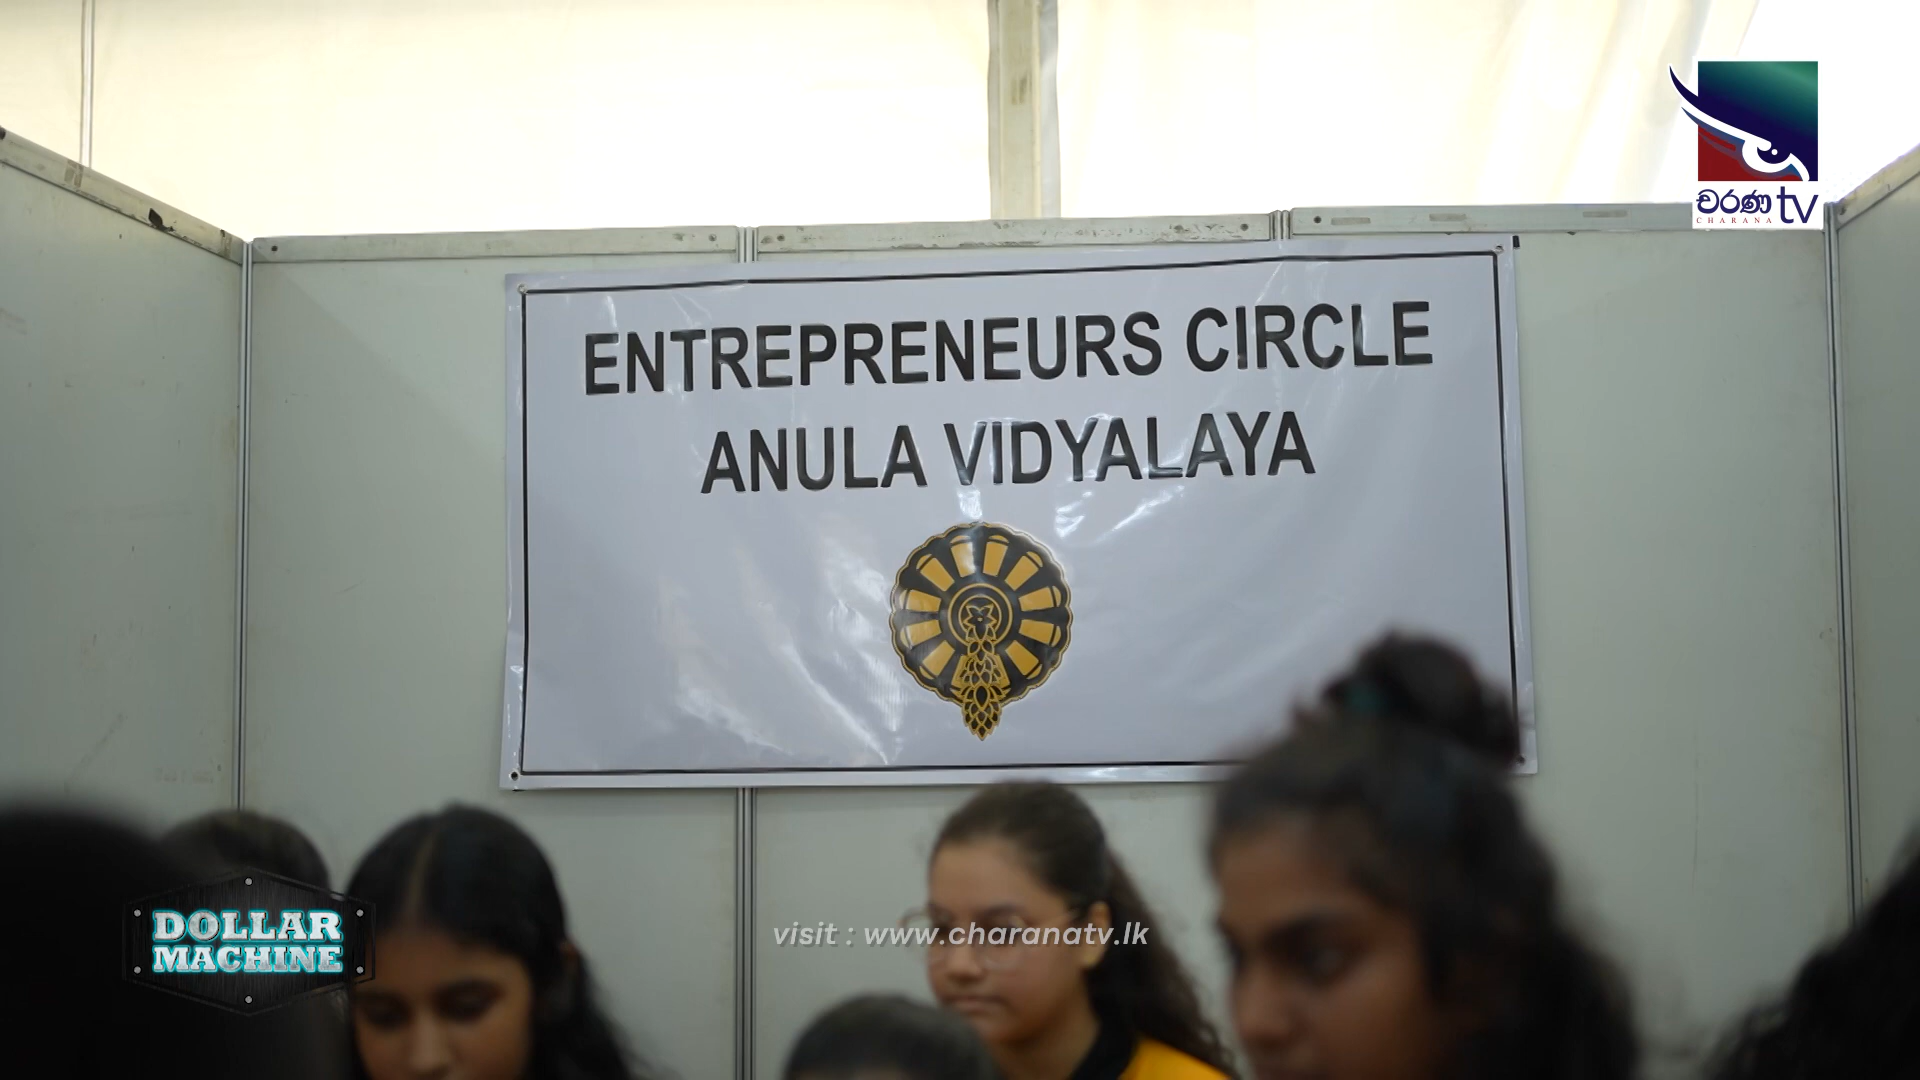 චරණ tv
CHARANA
ENTREPRENEURS CIRCLE
ANULA VIDYALAYA
DOLLAR
MACHINE
visit : www.charanatv.lk